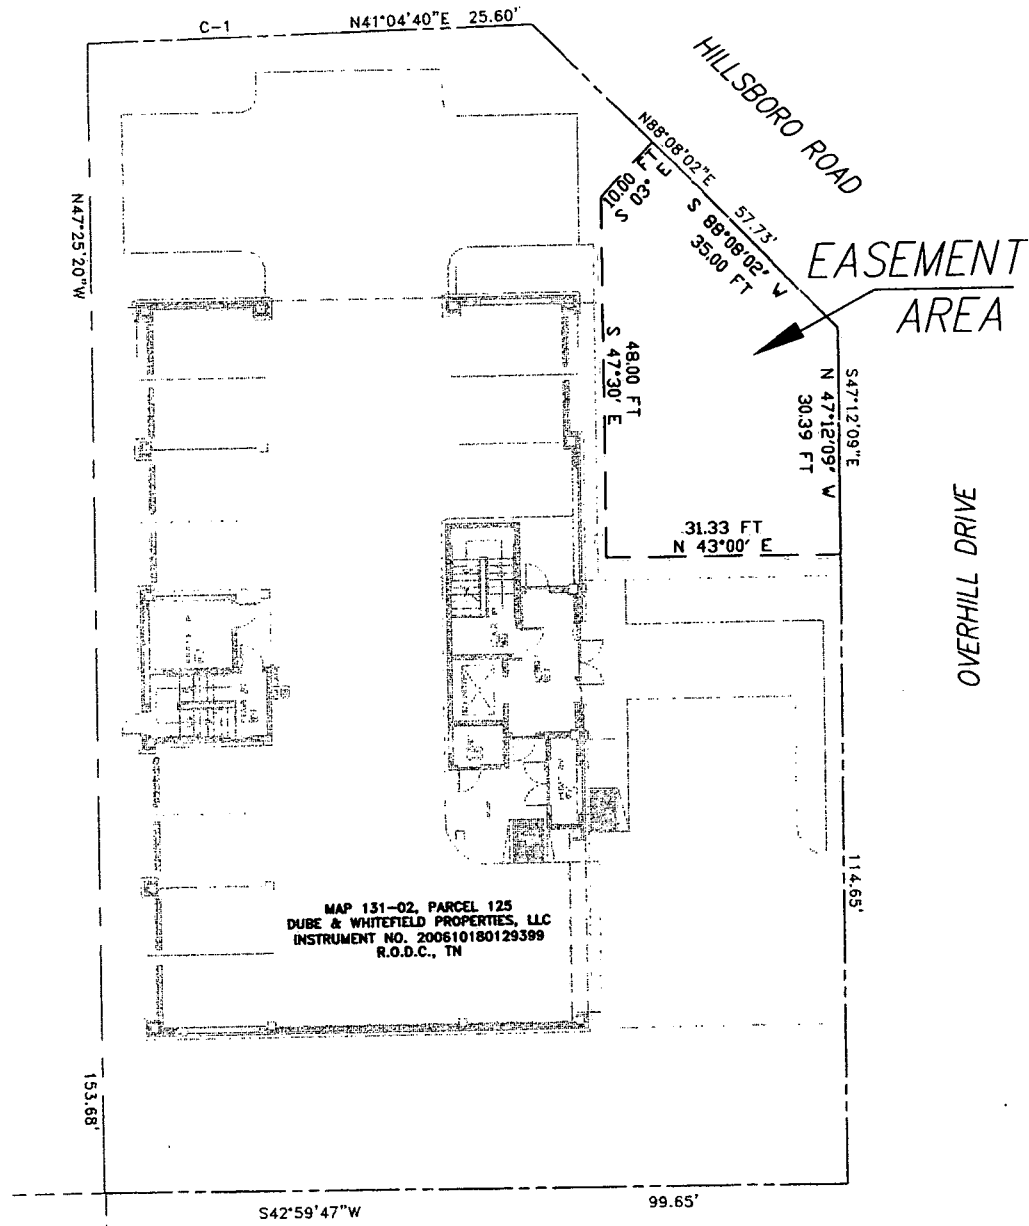 C-1
N41°04'40"E 25.60'
HILLSBORO ROAD
N88°08'02"E
57.73'
10.00 FT
S 03° E
S 88°08'02" W
35.00 FT
EASEMENT
AREA
N47°25'20"W
48.00 FT
S 47°30' E
S47°12'09"E
N 47°12'09" W
30.39 FT
31.33 FT
N 43°00' E
OVERHILL DRIVE
114.65'
MAP 131-02, PARCEL 125
DUBE & WHITEFIELD PROPERTIES, LLC
INSTRUMENT NO. 200610180129399
R.O.D.C., TN
153.68'
S42°59'47"W
99.65'